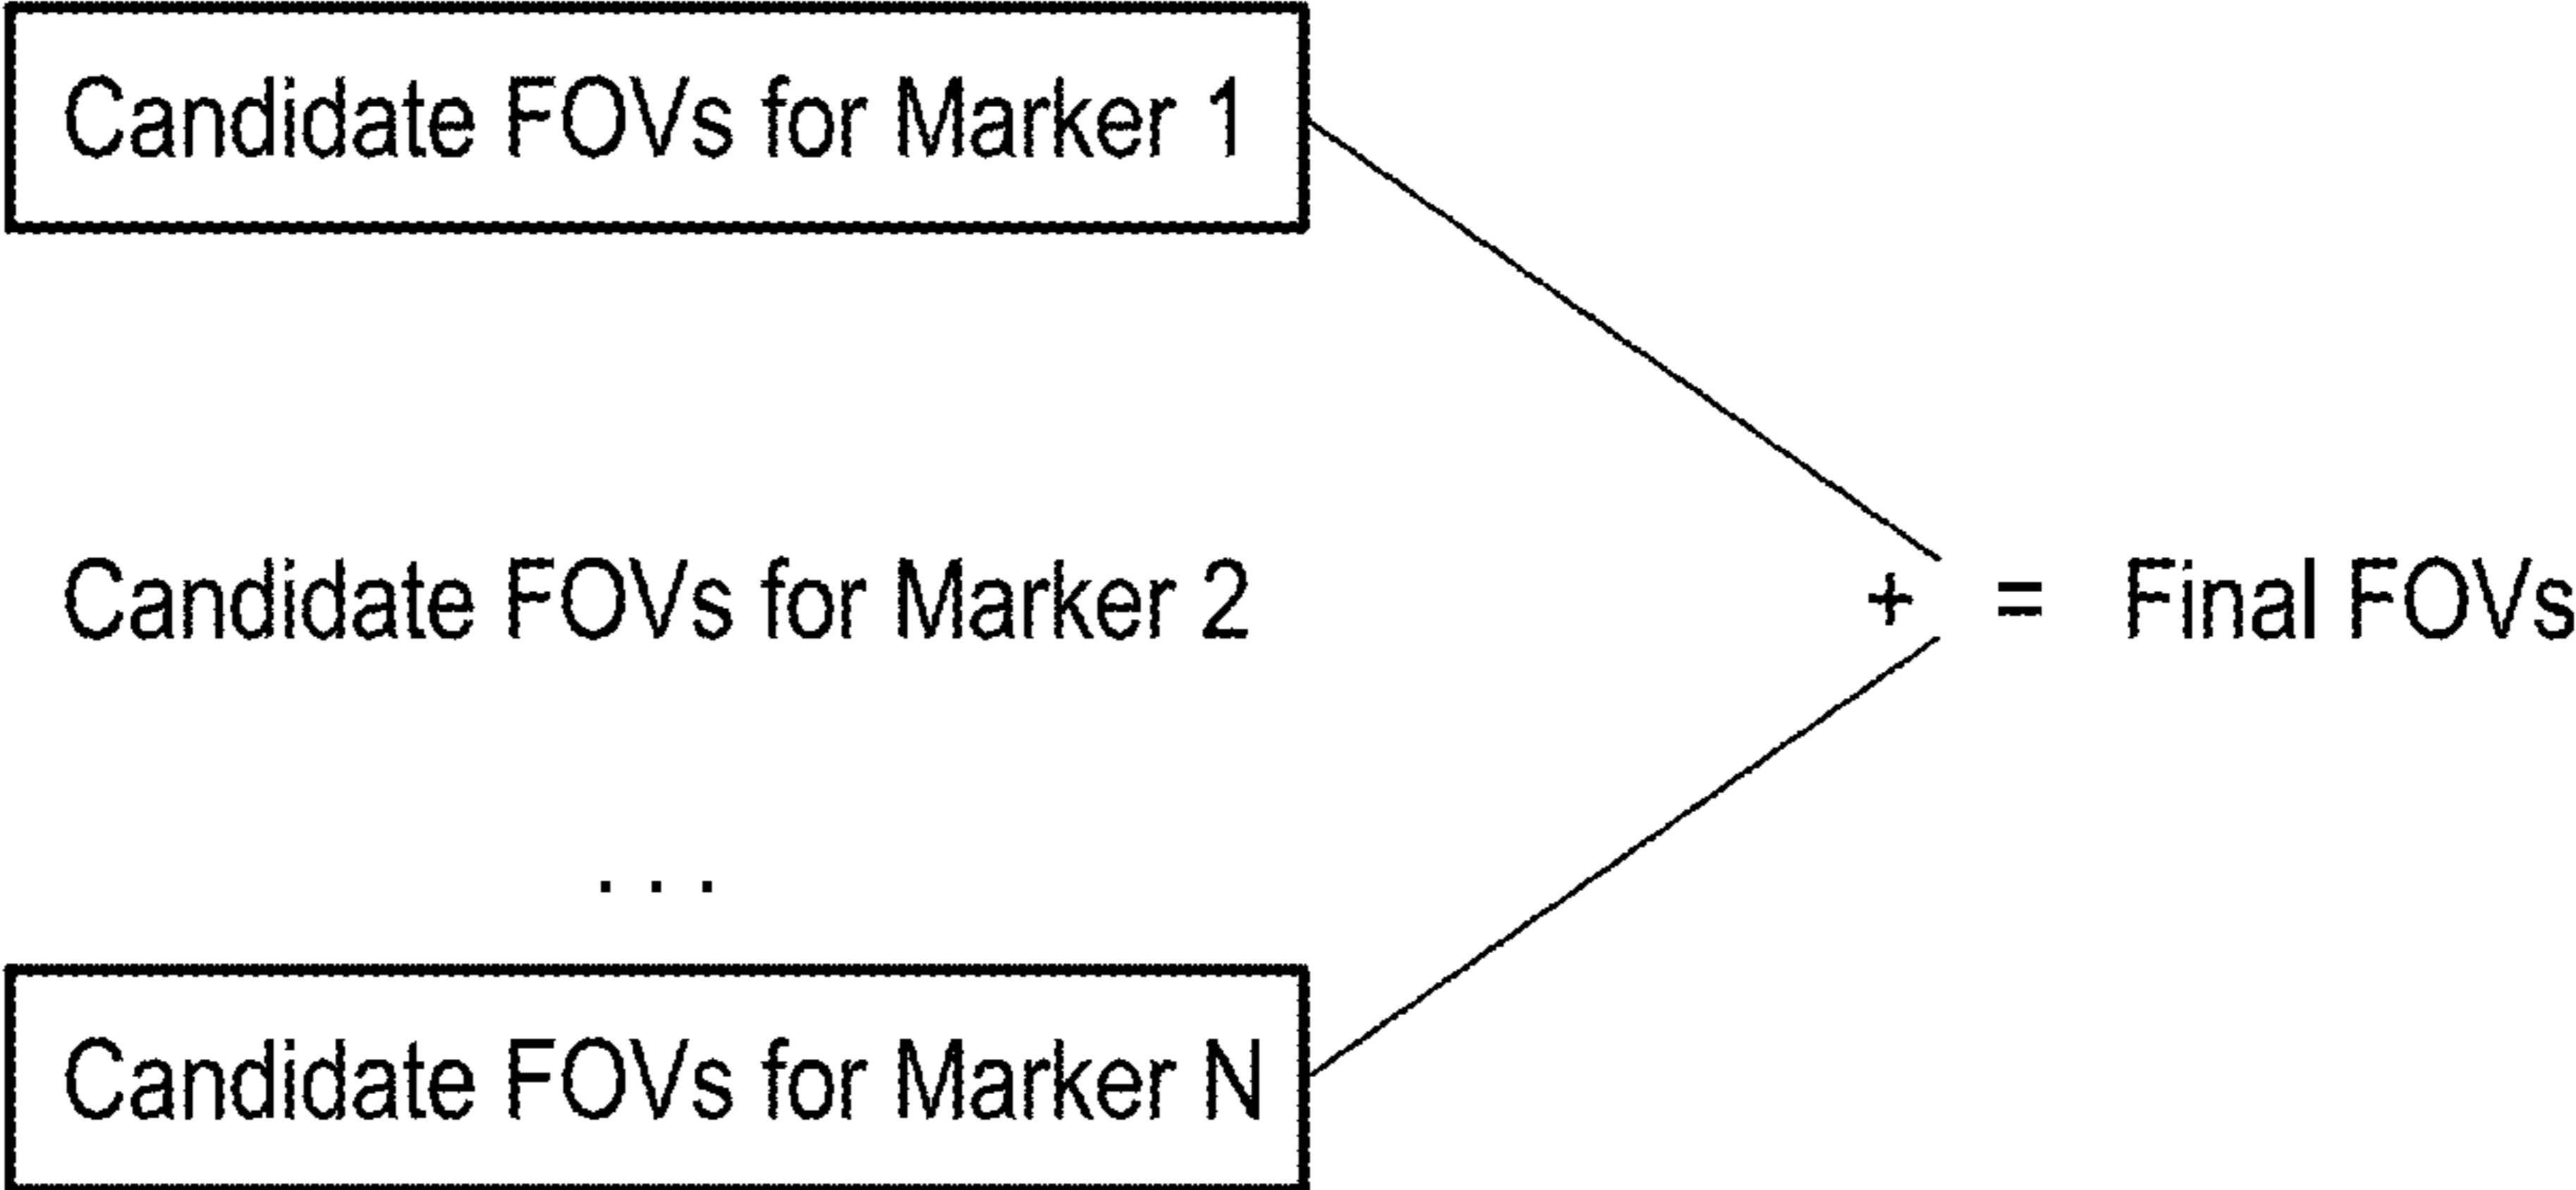 Candidate FOVs for Marker 1
Candidate FOVs for Marker 2
+ = Final FOVs
...
Candidate FOVs for Marker N